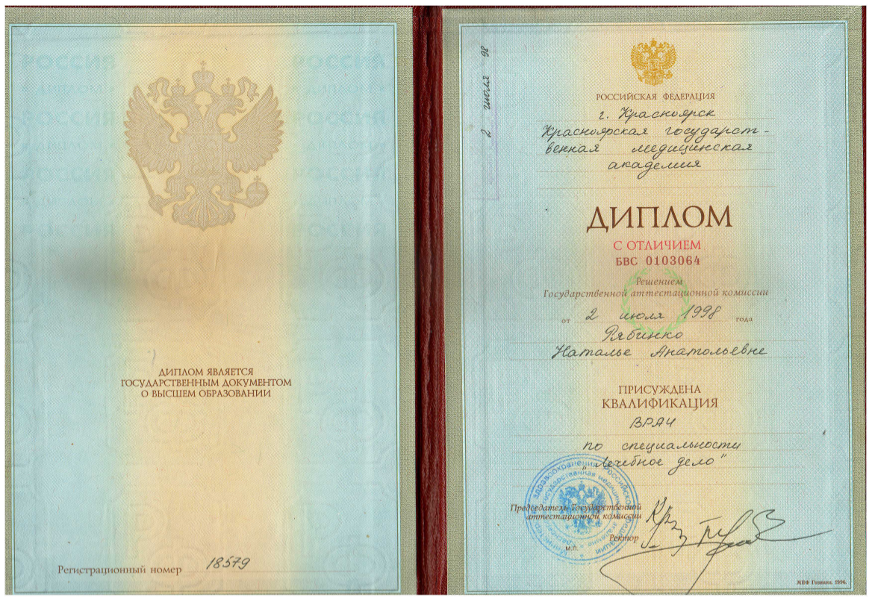 ДИПЛОМ ЯВЛЯЕТСЯ
ГОСУДАРСТВЕННЫМ ДОКУМЕНТОМ
О ВЫСШЕМ ОБРАЗОВАНИИ
Регистрационный номер 18579
2 июля 98
РОССИЙСКАЯ ФЕДЕРАЦИЯ
г. Красноярск
Красноярская государст-
венная медицинская
академия
ДИПЛОМ
С ОТЛИЧИЕМ
БВС 0103064
Решением
Государственной аттестационной комиссии
от 2 июля 1998 года
Рябинко
Наталье Анатольевне
ПРИСУЖДЕНА
КВАЛИФИКАЦИЯ
ВРАЧ
по специальности
"Лечебное дело"
Председатель Государственной
аттестационной комиссии
Ректор
М.П.